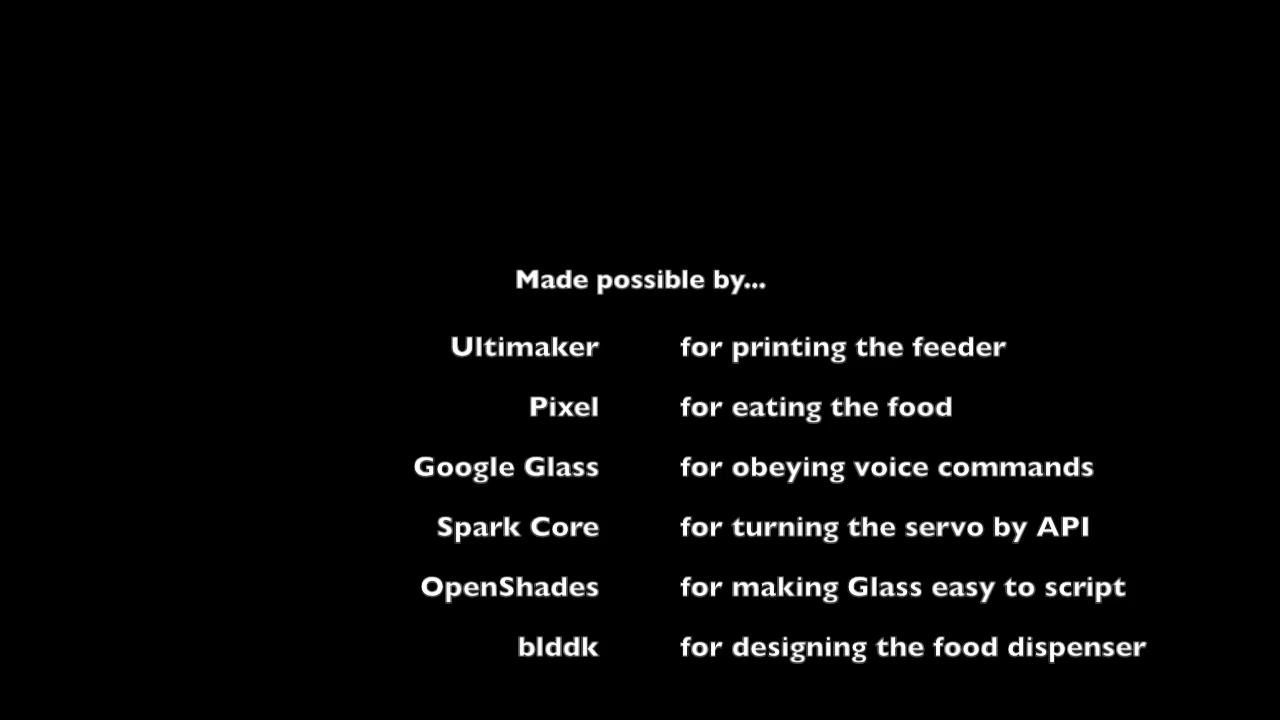 Made possible by...
Ultimaker for printing the feeder
Pixel for eating the food
Google Glass for obeying voice commands
Spark Core for turning the servo by API
OpenShades for making Glass easy to script
blddk for designing the food dispenser